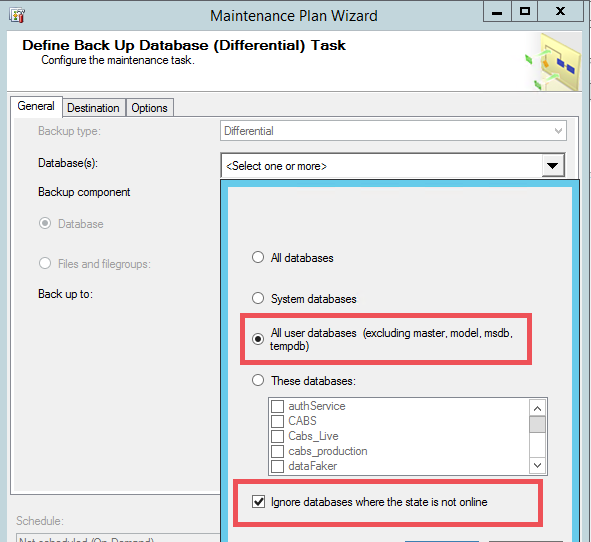 Maintenance Plan Wizard
Define Back Up Database (Differential) Task
Configure the maintenance task.
General
Destination
Options
Backup type:
Differential
Database(s):
<Select one or more>
Backup component
Database
Files and filegroups:
Back up to:
All databases
System databases
All user databases (excluding master, model, msdb,
tempdb)
These databases:
authService
CABS
Cabs_Live
cabs_production
dataFaker
Ignore databases where the state is not online
Schedule:
Not scheduled (On Demand)